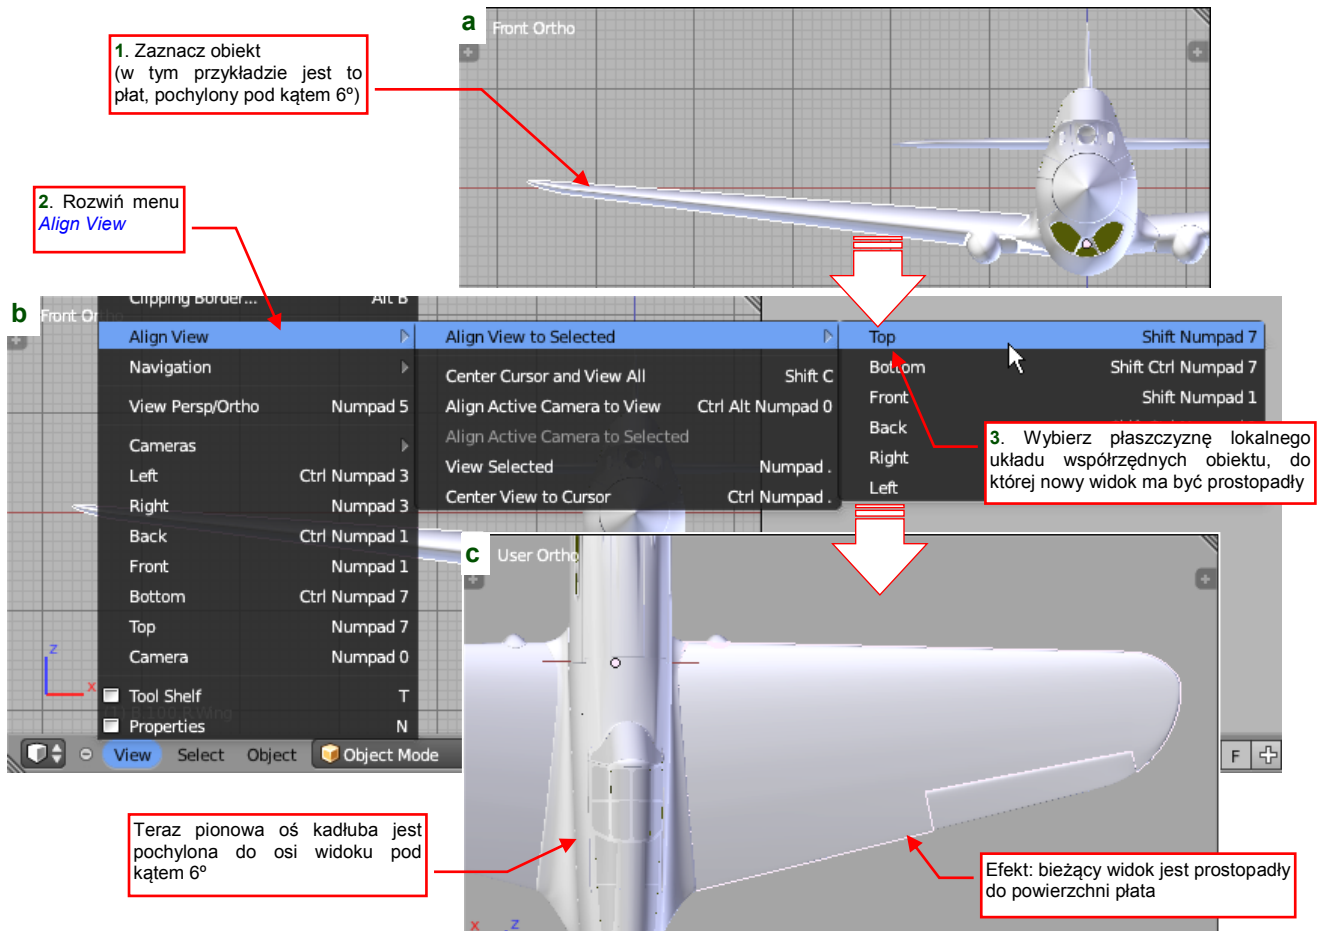 a
Front Ortho
1. Zaznacz obiekt
(w tym przykładzie jest to
płat, pochylony pod kątem 6º)
2. Rozwiń menu
Align View
b
Front Or
Clipping Border...
Alt B
Align View
Navigation
View Persp/Ortho Numpad 5
Cameras
Left Ctrl Numpad 3
Right Numpad 3
Back Ctrl Numpad 1
Front Numpad 1
Bottom Ctrl Numpad 7
Top Numpad 7
Camera Numpad 0
Tool Shelf T
Properties N
Align View to Selected
Center Cursor and View All Shift C
Align Active Camera to View Ctrl Alt Numpad 0
Align Active Camera to Selected
View Selected Numpad .
Center View to Cursor Ctrl Numpad .
Top Shift Numpad 7
Bottom Shift Ctrl Numpad 7
Front Shift Numpad 1
Back
Right
Left
3. Wybierz płaszczyznę lokalnego
układu współrzędnych obiektu, do
której nowy widok ma być prostopadły
z
x
View Select Object Object Mode
F
c
User Ortho
Teraz pionowa oś kadłuba jest
pochylona do osi widoku pod
kątem 6º
Efekt: bieżący widok jest prostopadły
do powierzchni płata
x z